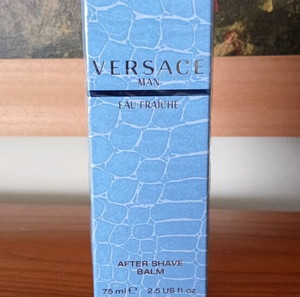 VERSACE
MAN
EAU FRAÎCHE
AFTER SHAVE
BALM
75 ml ℮ 2.5 US fl.oz.